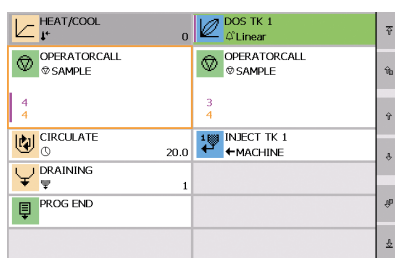 HEAT/COOL
0
DOS TK 1
Linear
OPERATORCALL
SAMPLE
4
4
OPERATORCALL
SAMPLE
3
4
CIRCULATE
20.0
1 INJECT TK 1
MACHINE
DRAINING
1
PROG END